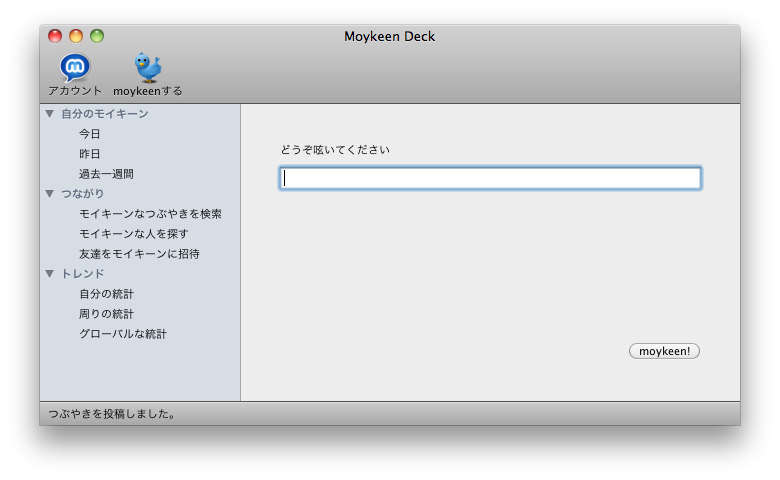 Moykeen Deck
アカウント
moykeenする
自分のモイキーン
今日
昨日
過去一週間
つながり
モイキーンなつぶやきを検索
モイキーンな人を探す
友達をモイキーンに招待
トレンド
自分の統計
周りの統計
グローバルな統計
どうぞ呟いてください
moykeen!
つぶやきを投稿しました。